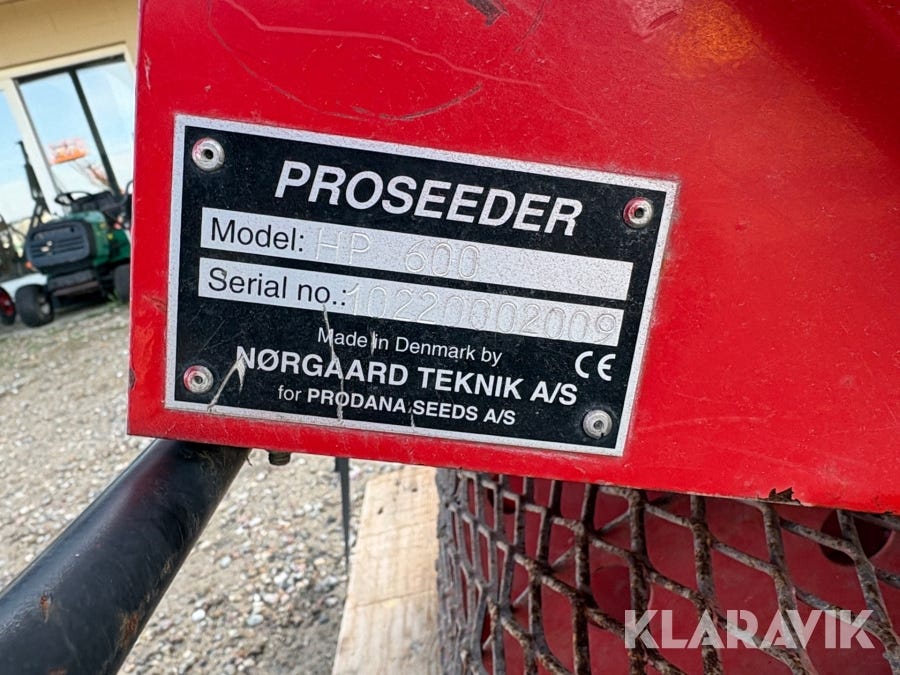 PROSEEDER
Model: HP 600
Serial no.: 10220002009
Made in Denmark by
CE
NØRGAARD TEKNIK A/S
for PRODANA SEEDS A/S
KLARAVIK